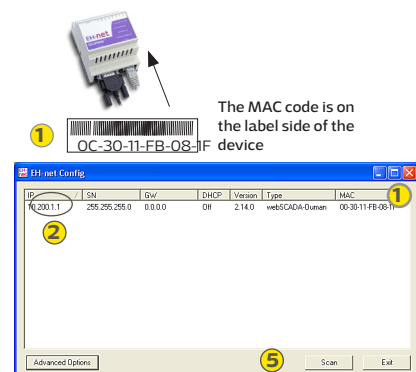 EH-net
The MAC code is on
the label side of the
device
1
0C-30-11-FB-08-1F
EH-net Config
IP / SN GW DHCP Version Type MAC
1
10.200.1.1 255.255.255.0 0.0.0.0 Off 2.14.0 webSCADA-Ouman 00-30-11-FB-08-1F
2
Advanced Options
5
Scan
Exit